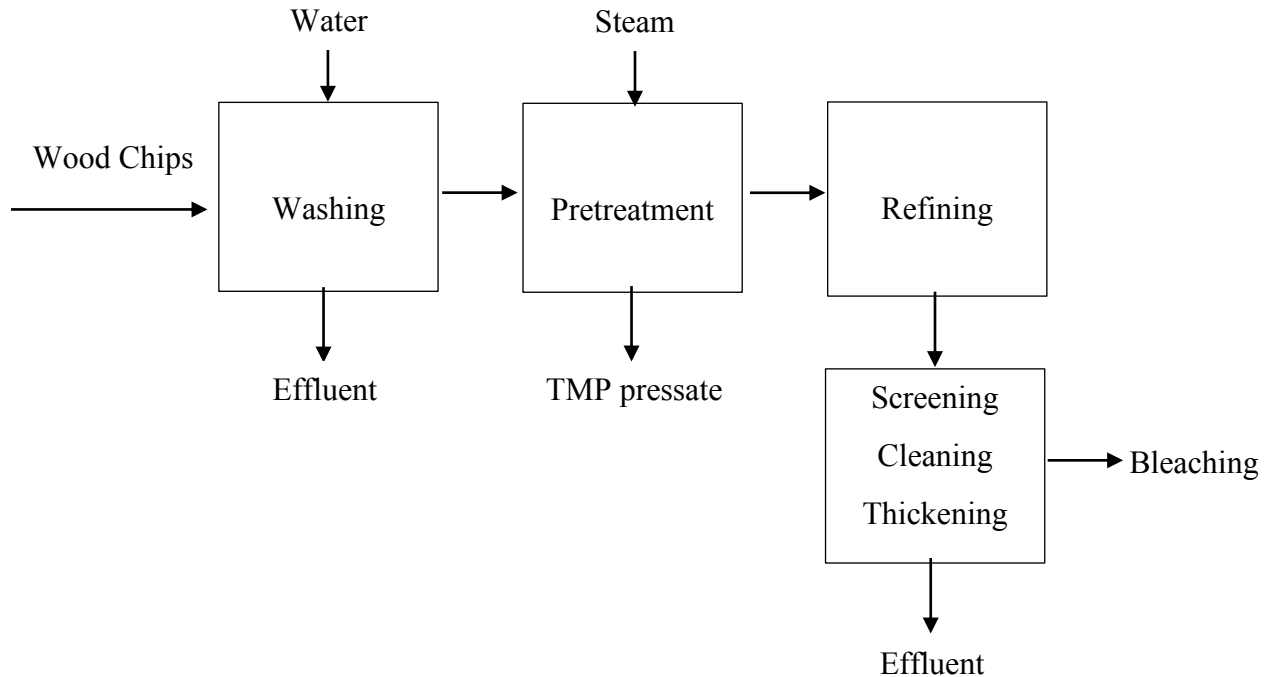 Water
Steam
Wood Chips
Washing
Pretreatment
Refining
Effluent
TMP pressate
Screening
Cleaning
Thickening
Bleaching
Effluent